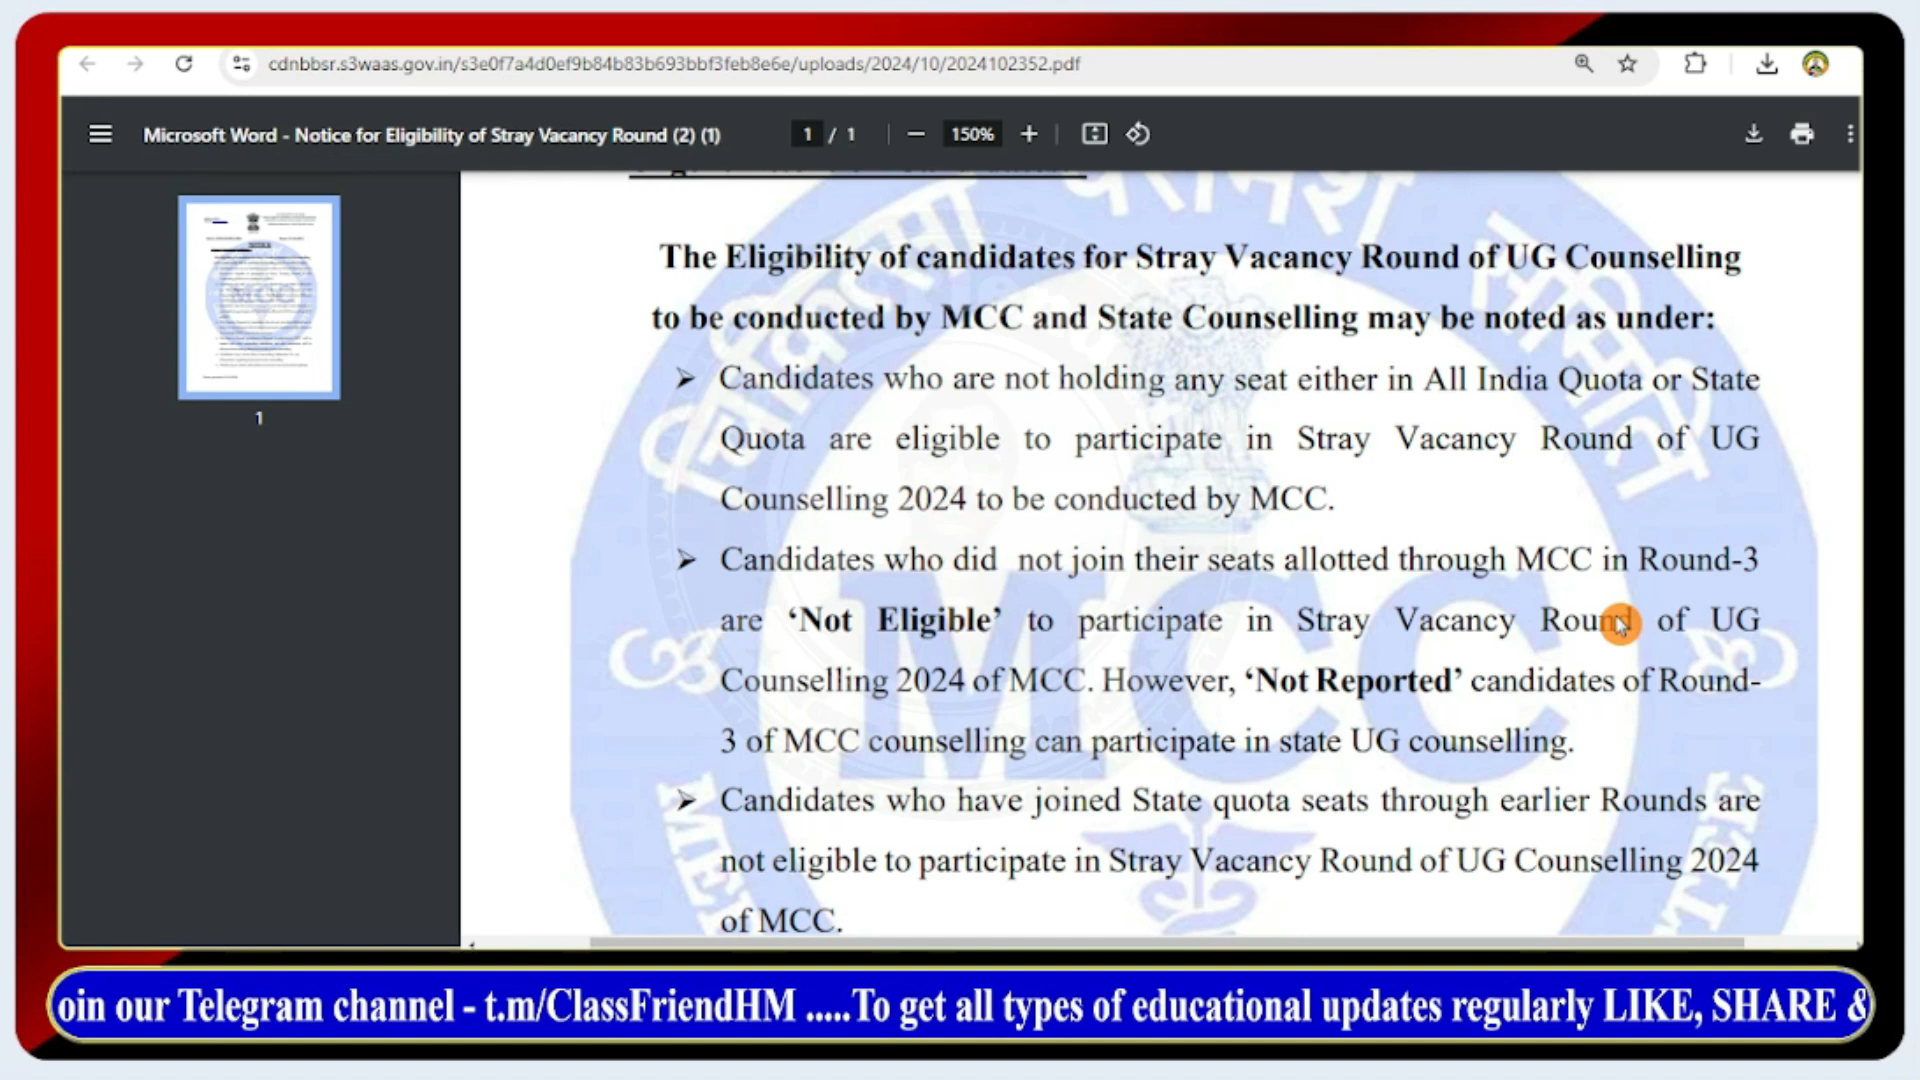 cdnbbsr.s3waas.gov.in/s3e0f7a4d0ef9b84b83b693bbf3feb8e6e/uploads/2024/10/2024102352.pdf
Microsoft Word - Notice for Eligibility of Stray Vacancy Round (2) (1)
1 / 1
150%
1
The Eligibility of candidates for Stray Vacancy Round of UG Counselling
to be conducted by MCC and State Counselling may be noted as under:
➢ Candidates who are not holding any seat either in All India Quota or State
Quota are eligible to participate in Stray Vacancy Round of UG
Counselling 2024 to be conducted by MCC.
➢ Candidates who did not join their seats allotted through MCC in Round-3
are ‘Not Eligible’ to participate in Stray Vacancy Round of UG
Counselling 2024 of MCC. However, ‘Not Reported’ candidates of Round-
3 of MCC counselling can participate in state UG counselling.
➢ Candidates who have joined State quota seats through earlier Rounds are
not eligible to participate in Stray Vacancy Round of UG Counselling 2024
of MCC.
चिकित्सा परामर्श समिति
MCC
oin our Telegram channel - t.m/ClassFriendHM .....To get all types of educational updates regularly LIKE, SHARE &